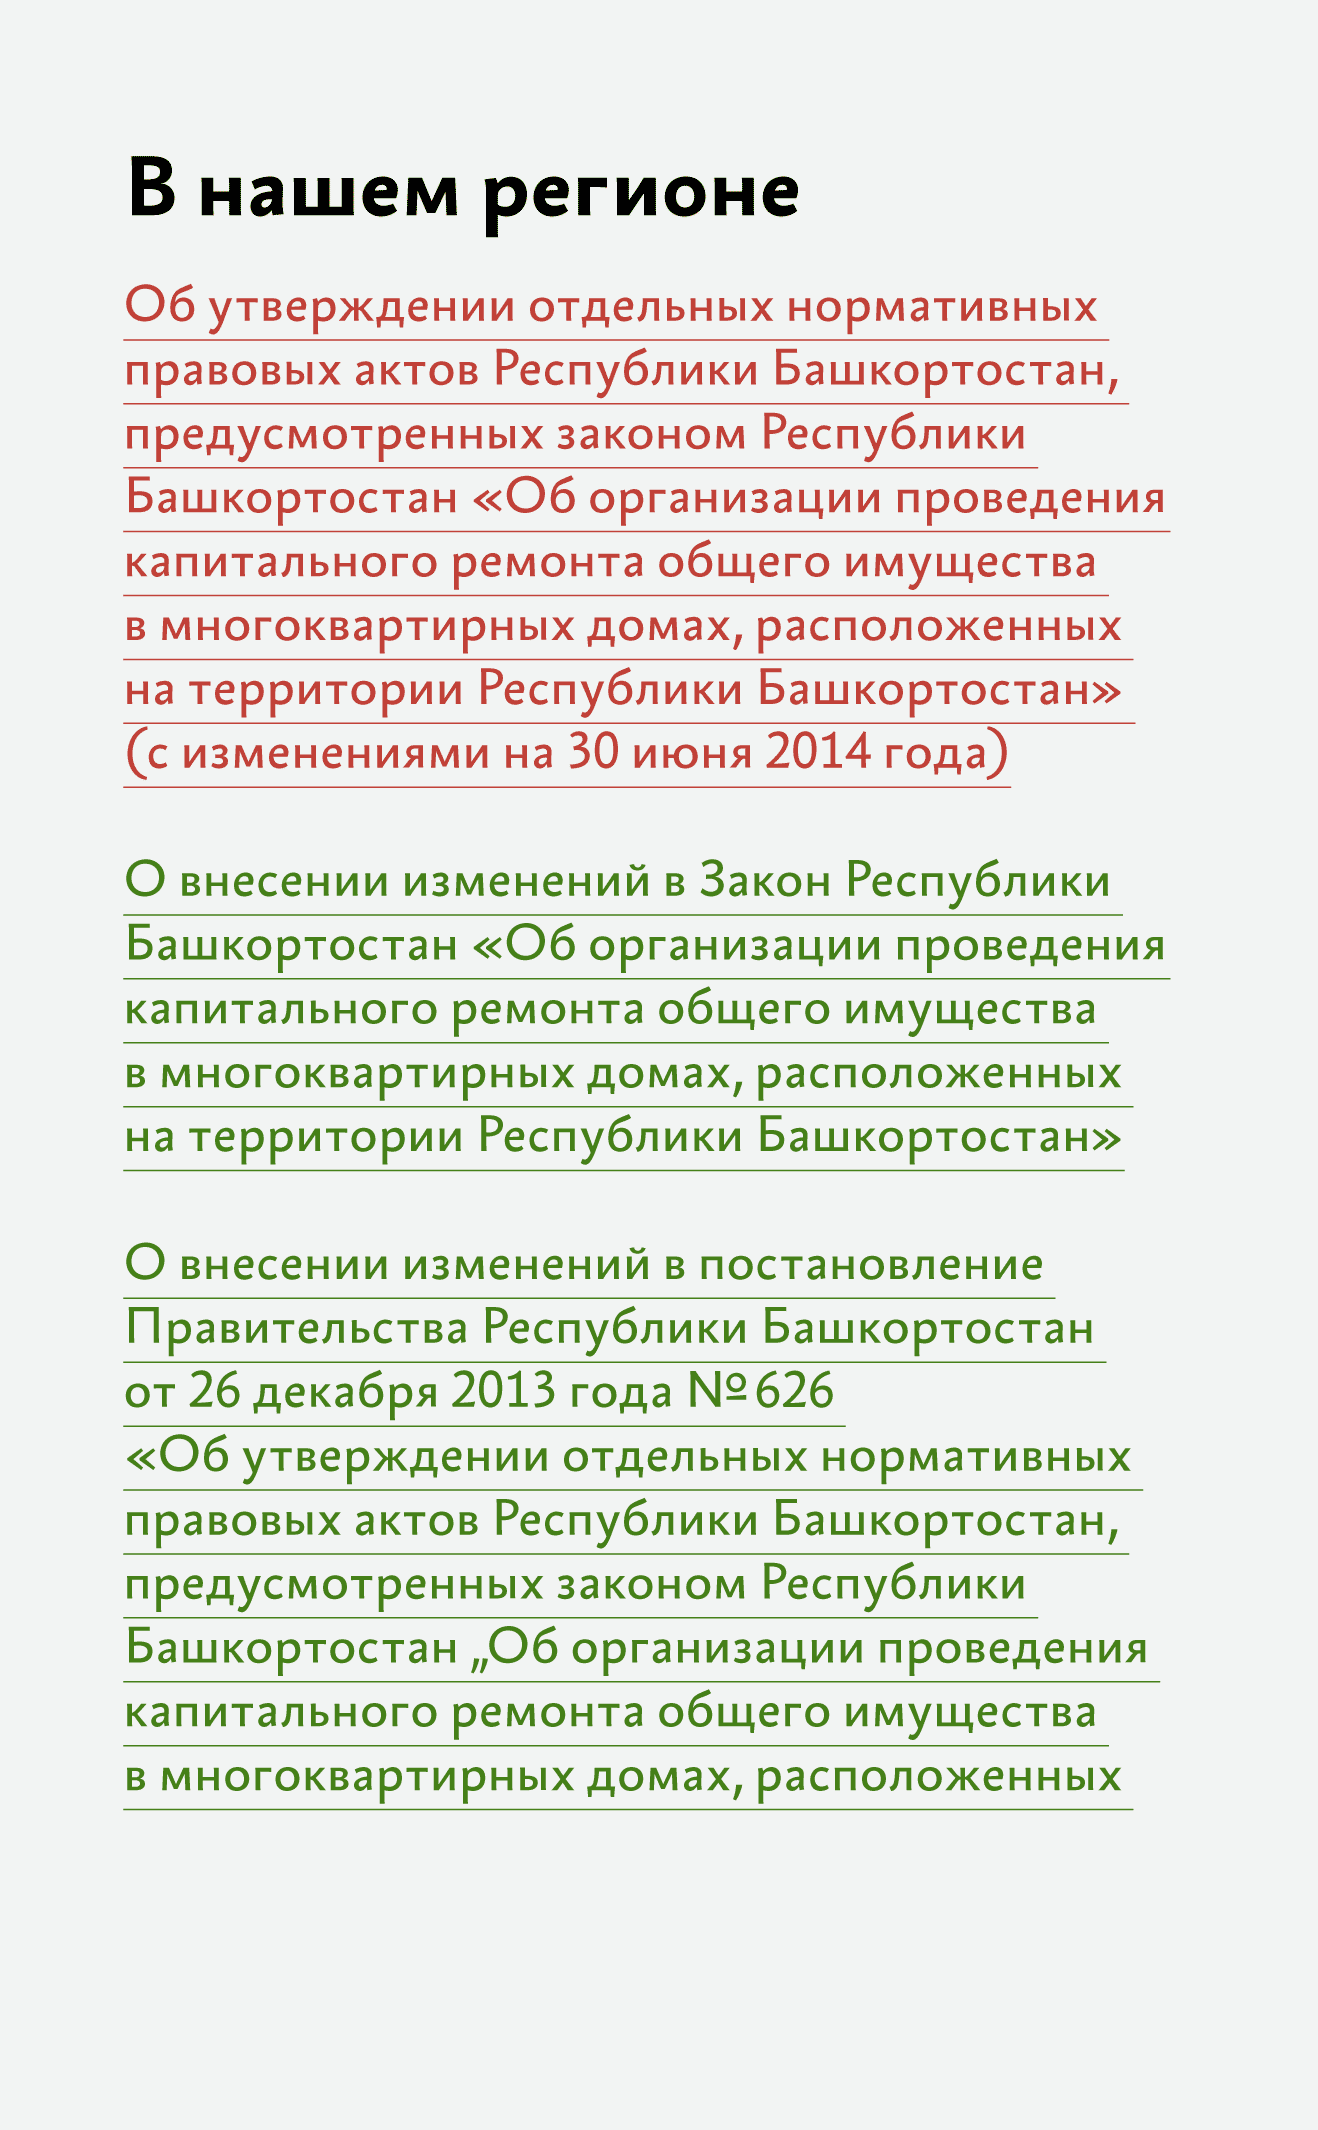 В нашем регионе
Об утверждении отдельных нормативных
правовых актов Республики Башкортостан,
предусмотренных законом Республики
Башкортостан «Об организации проведения
капитального ремонта общего имущества
в многоквартирных домах, расположенных
на территории Республики Башкортостан»
(с изменениями на 30 июня 2014 года)
О внесении изменений в Закон Республики
Башкортостан «Об организации проведения
капитального ремонта общего имущества
в многоквартирных домах, расположенных
на территории Республики Башкортостан»
О внесении изменений в постановление
Правительства Республики Башкортостан
от 26 декабря 2013 года № 626
«Об утверждении отдельных нормативных
правовых актов Республики Башкортостан,
предусмотренных законом Республики
Башкортостан „Об организации проведения
капитального ремонта общего имущества
в многоквартирных домах, расположенных